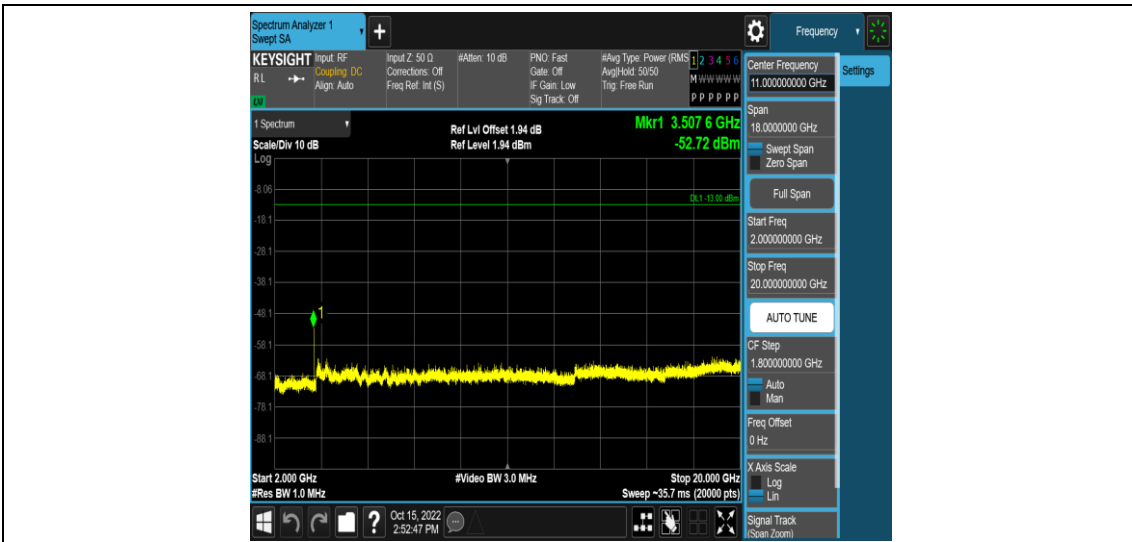 Spectrum Analyzer 1
Swept SA
+
Frequency
KEYSIGHT
RL
Input: RF
Coupling: DC
Align: Auto
Input Z: 50 Ω
Corrections: Off
Freq Ref: Int (S)
#Atten: 10 dB
PNO: Fast
Gate: Off
IF Gain: Low
Sig Track: Off
#Avg Type: Power (RMS
Avg|Hold: 50/50
Trig: Free Run
1 2 3 4 5 6
M W W W W W
P P P P P P
1 Spectrum
Scale/Div 10 dB
Log
Ref Lvl Offset 1.94 dB
Ref Level 1.94 dBm
Mkr1 3.507 6 GHz
-52.72 dBm
-8.06
DL1 -13.00 dBm
-18.1
-28.1
-38.1
-48.1
1
-58.1
-68.1
-78.1
-88.1
Start 2.000 GHz
#Res BW 1.0 MHz
#Video BW 3.0 MHz
Stop 20.000 GHz
Sweep ~35.7 ms (20000 pts)
?
Oct 15, 2022
2:52:47 PM
Center Frequency
11.000000000 GHz
Settings
Span
18.0000000 GHz
Swept Span
Zero Span
Full Span
Start Freq
2.000000000 GHz
Stop Freq
20.000000000 GHz
AUTO TUNE
CF Step
1.800000000 GHz
Auto
Man
Freq Offset
0 Hz
X Axis Scale
Log
Lin
Signal Track
(Span Zoom)